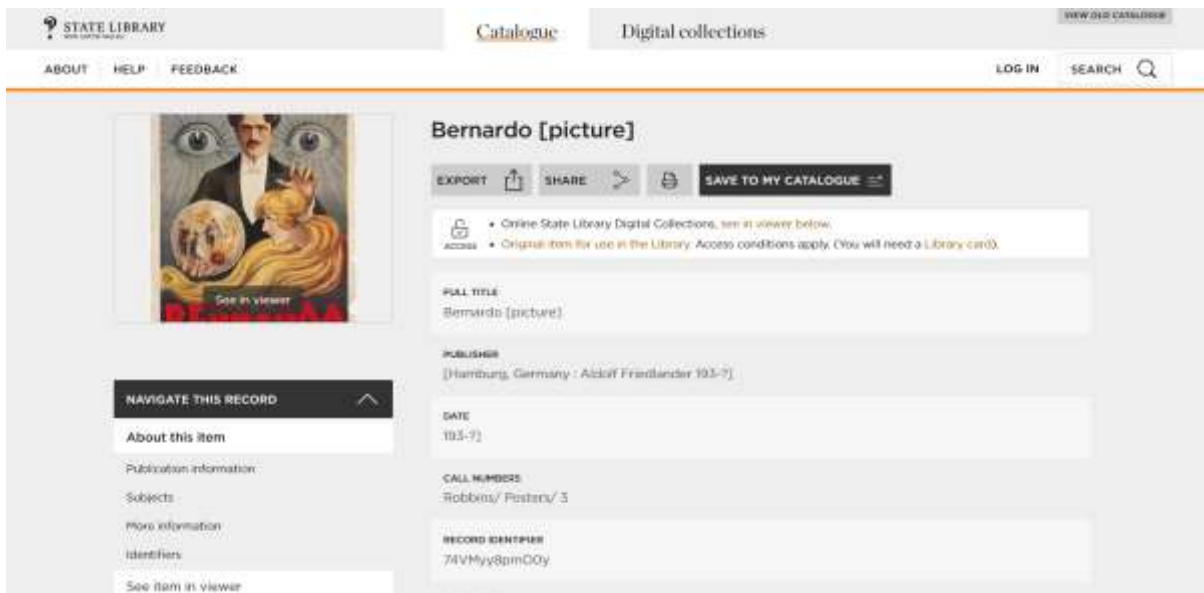 STATE LIBRARY
Catalogue
Digital collections
VIEW OLD CATALOGUE
ABOUT
HELP
FEEDBACK
LOG IN
SEARCH
See in viewer
Bernardo [picture]
EXPORT
SHARE
SAVE TO MY CATALOGUE
ACCESS
• Online State Library Digital Collections, see in viewer below.
• Original item for use in the Library. Access conditions apply. (You will need a Library card).
FULL TITLE
Bernardo [picture]
PUBLISHER
[Hamburg, Germany : Aldolf Friedlander 193-?]
DATE
193-?]
CALL NUMBERS
Robbins/ Posters/ 3
RECORD IDENTIFIER
74VMyy8pmD0y
NAVIGATE THIS RECORD
About this item
Publication information
Subjects
More information
Identifiers
See item in viewer